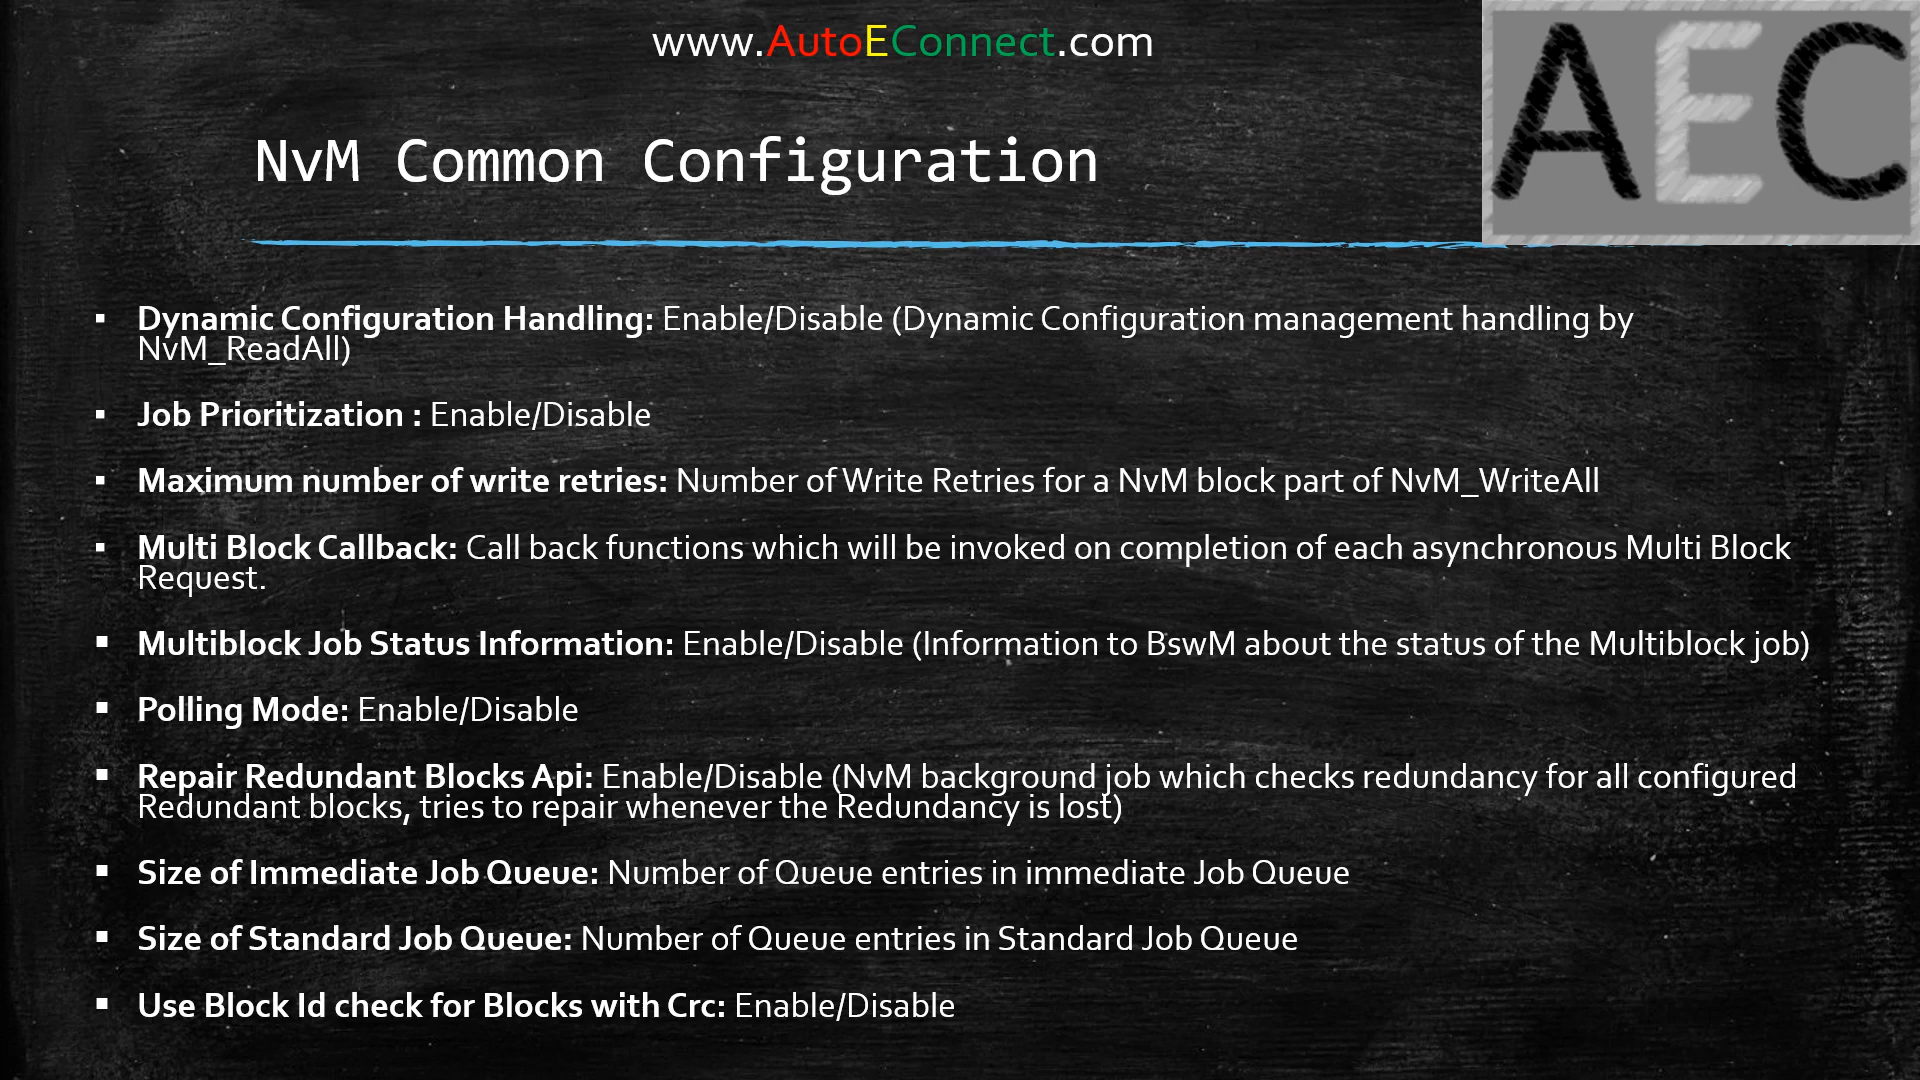 www.AutoEConnect.com
AEC
NvM Common Configuration
▪ Dynamic Configuration Handling: Enable/Disable (Dynamic Configuration management handling by
NvM_ReadAll)
▪ Job Prioritization : Enable/Disable
▪ Maximum number of write retries: Number of Write Retries for a NvM block part of NvM_WriteAll
▪ Multi Block Callback: Call back functions which will be invoked on completion of each asynchronous Multi Block
Request.
▪ Multiblock Job Status Information: Enable/Disable (Information to BswM about the status of the Multiblock job)
▪ Polling Mode: Enable/Disable
▪ Repair Redundant Blocks Api: Enable/Disable (NvM background job which checks redundancy for all configured
Redundant blocks, tries to repair whenever the Redundancy is lost)
▪ Size of Immediate Job Queue: Number of Queue entries in immediate Job Queue
▪ Size of Standard Job Queue: Number of Queue entries in Standard Job Queue
▪ Use Block Id check for Blocks with Crc: Enable/Disable